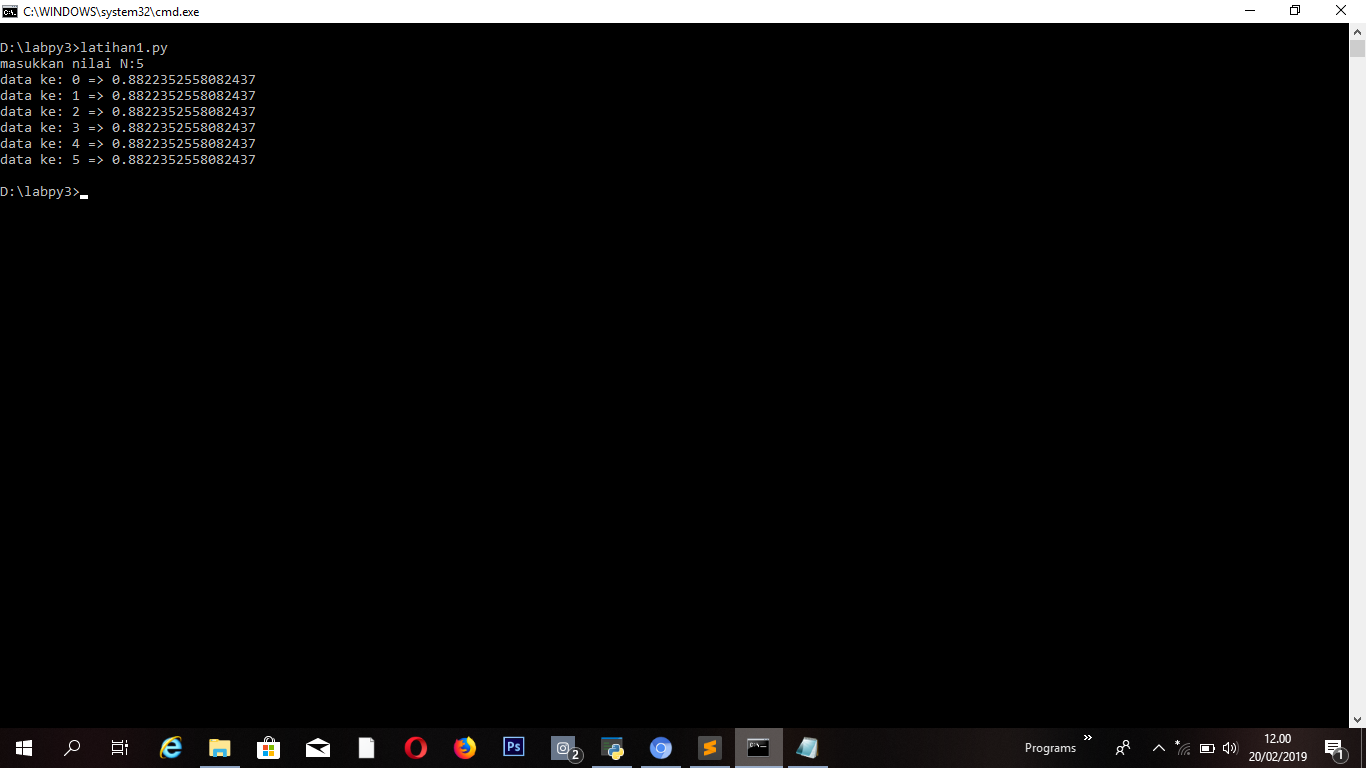 C:\WINDOWS\system32\cmd.exe
D:\labpy3>latihan1.py
masukkan nilai N:5
data ke: 0 => 0.8822352558082437
data ke: 1 => 0.8822352558082437
data ke: 2 => 0.8822352558082437
data ke: 3 => 0.8822352558082437
data ke: 4 => 0.8822352558082437
data ke: 5 => 0.8822352558082437
D:\labpy3>
Ps
2
Programs
12.00
20/02/2019
1